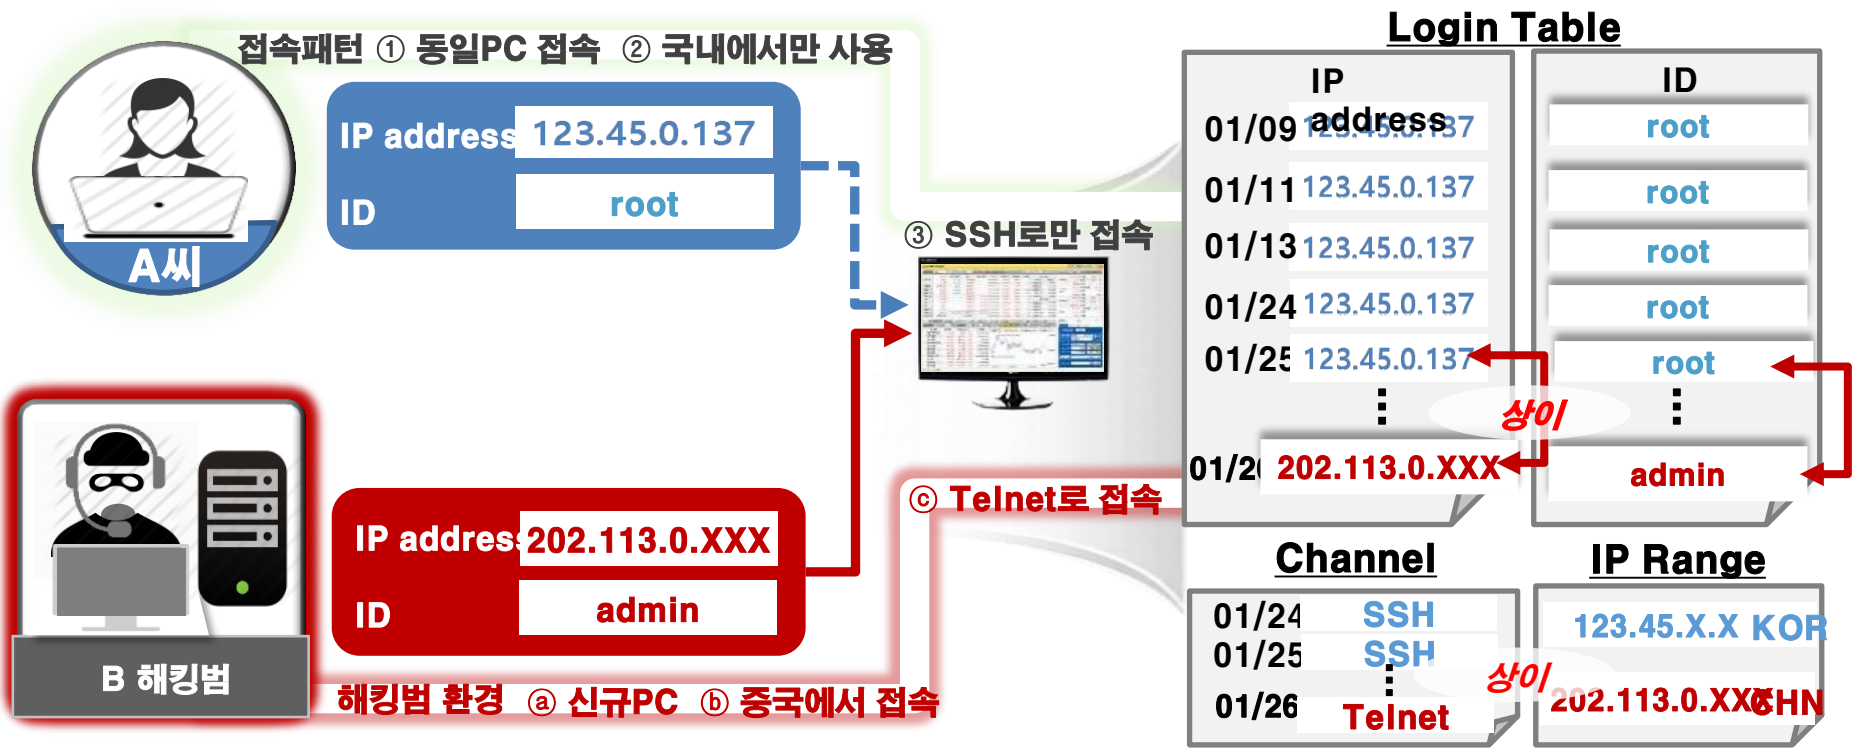 접속패턴 ① 동일PC 접속 ② 국내에서만 사용
IP address 123.45.0.137
ID root
A씨
③ SSH로만 접속
Login Table
IP address
01/09 123.45.0.137
01/11 123.45.0.137
01/13 123.45.0.137
01/24 123.45.0.137
01/25 123.45.0.137
⋮
202.113.0.XXX
ID
root
root
root
root
root
⋮
admin
상이
IP address 202.113.0.XXX
ID admin
B 해킹범
ⓒ Telnet로 접속
해킹범 환경 ⓐ 신규PC ⓑ 중국에서 접속
Channel
01/24 SSH
01/25 SSH
⋮
01/26 Telnet
상이
IP Range
123.45.X.X KOR
202.113.0.XXX CHN